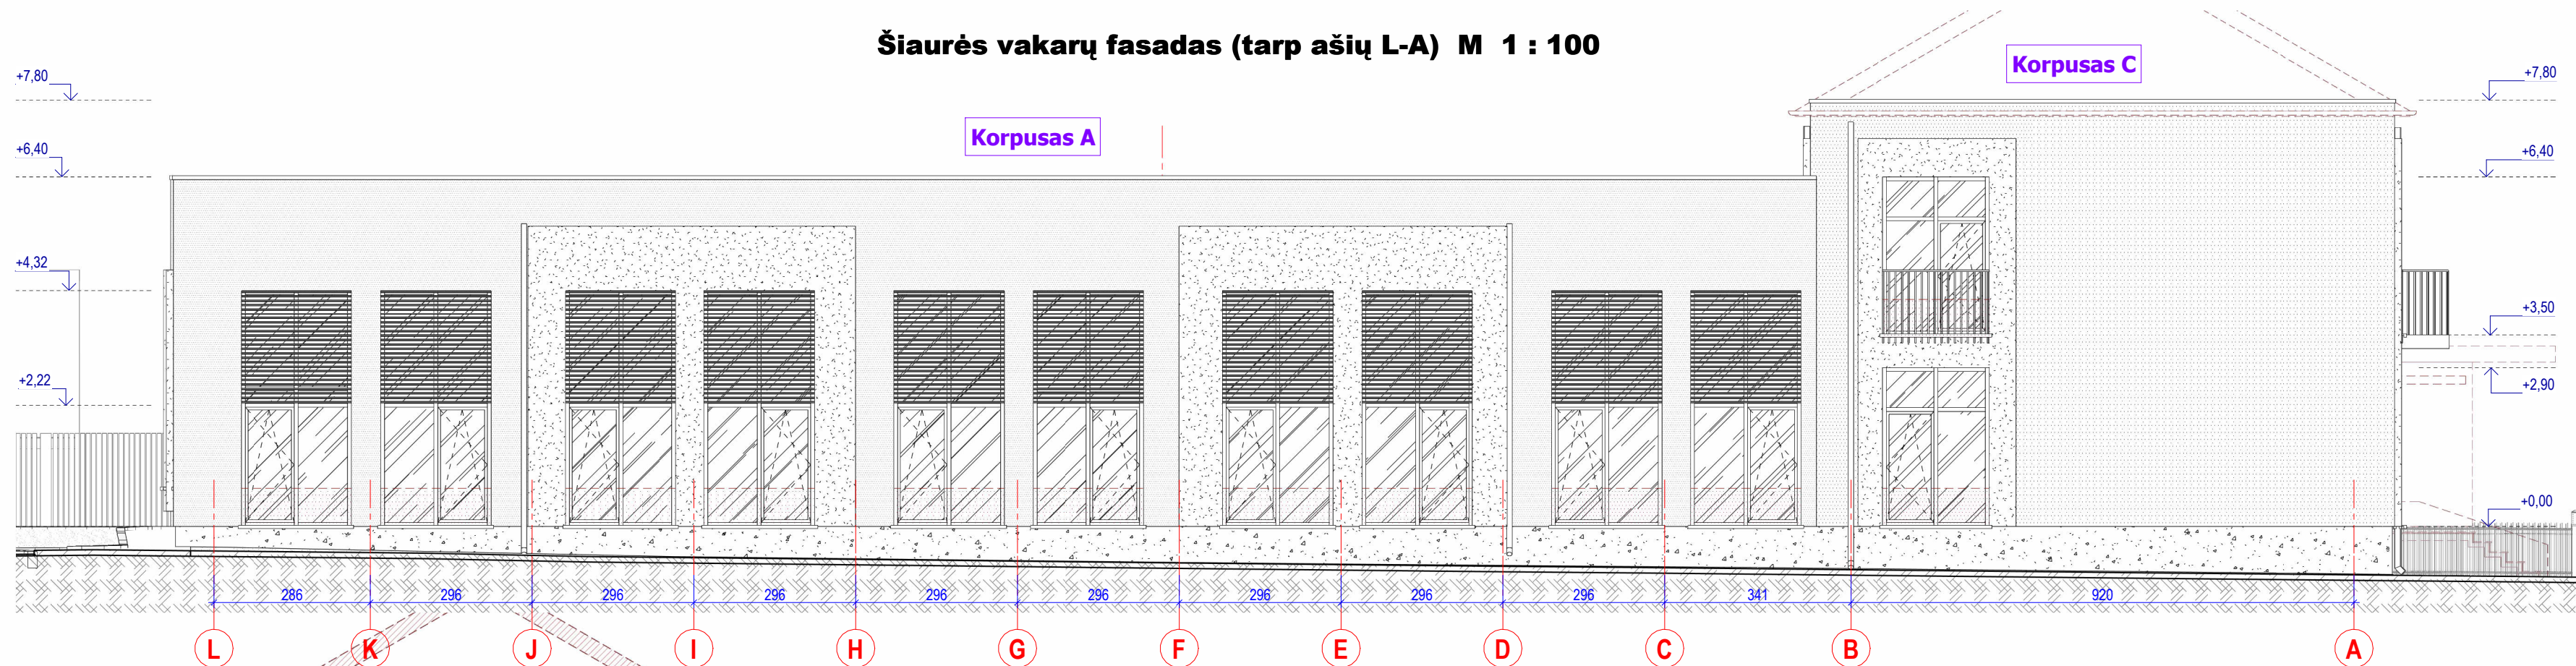 Šiaurės vakarų fasadas (tarp ašių L-A) M 1 : 100
Korpusas C
+7,80
+7,80
Korpusas A
+6,40
+6,40
+4,32
+3,50
+2,22
+2,90
+0,00
286 296 296 296 296 296 296 296 296 341 920
L K J I H G F E D C B A